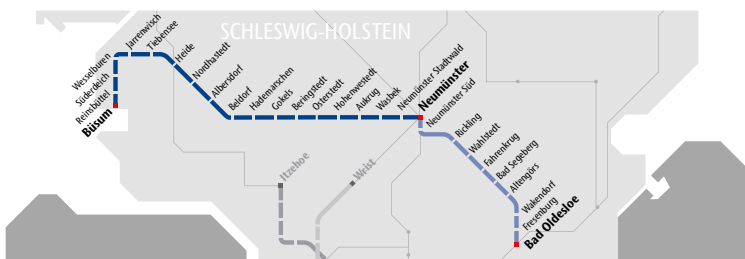 SCHLESWIG-HOLSTEIN
Büsum
Reinsbüttel
Süderdeich
Wesselburen
Jarrenwisch
Tiebensee
Heide
Nordhastedt
Albersdorf
Beldorf
Hademarschen
Gokels
Beringstedt
Osterstedt
Hohenwestedt
Aukrug
Wasbek
Neumünster Stadtwald
Neumünster
Neumünster Süd
Rickling
Wahlstedt
Fahrenkrug
Bad Segeberg
Altengörs
Wakendorf
Fresenburg
Bad Oldesloe
Itzehoe
Wrist